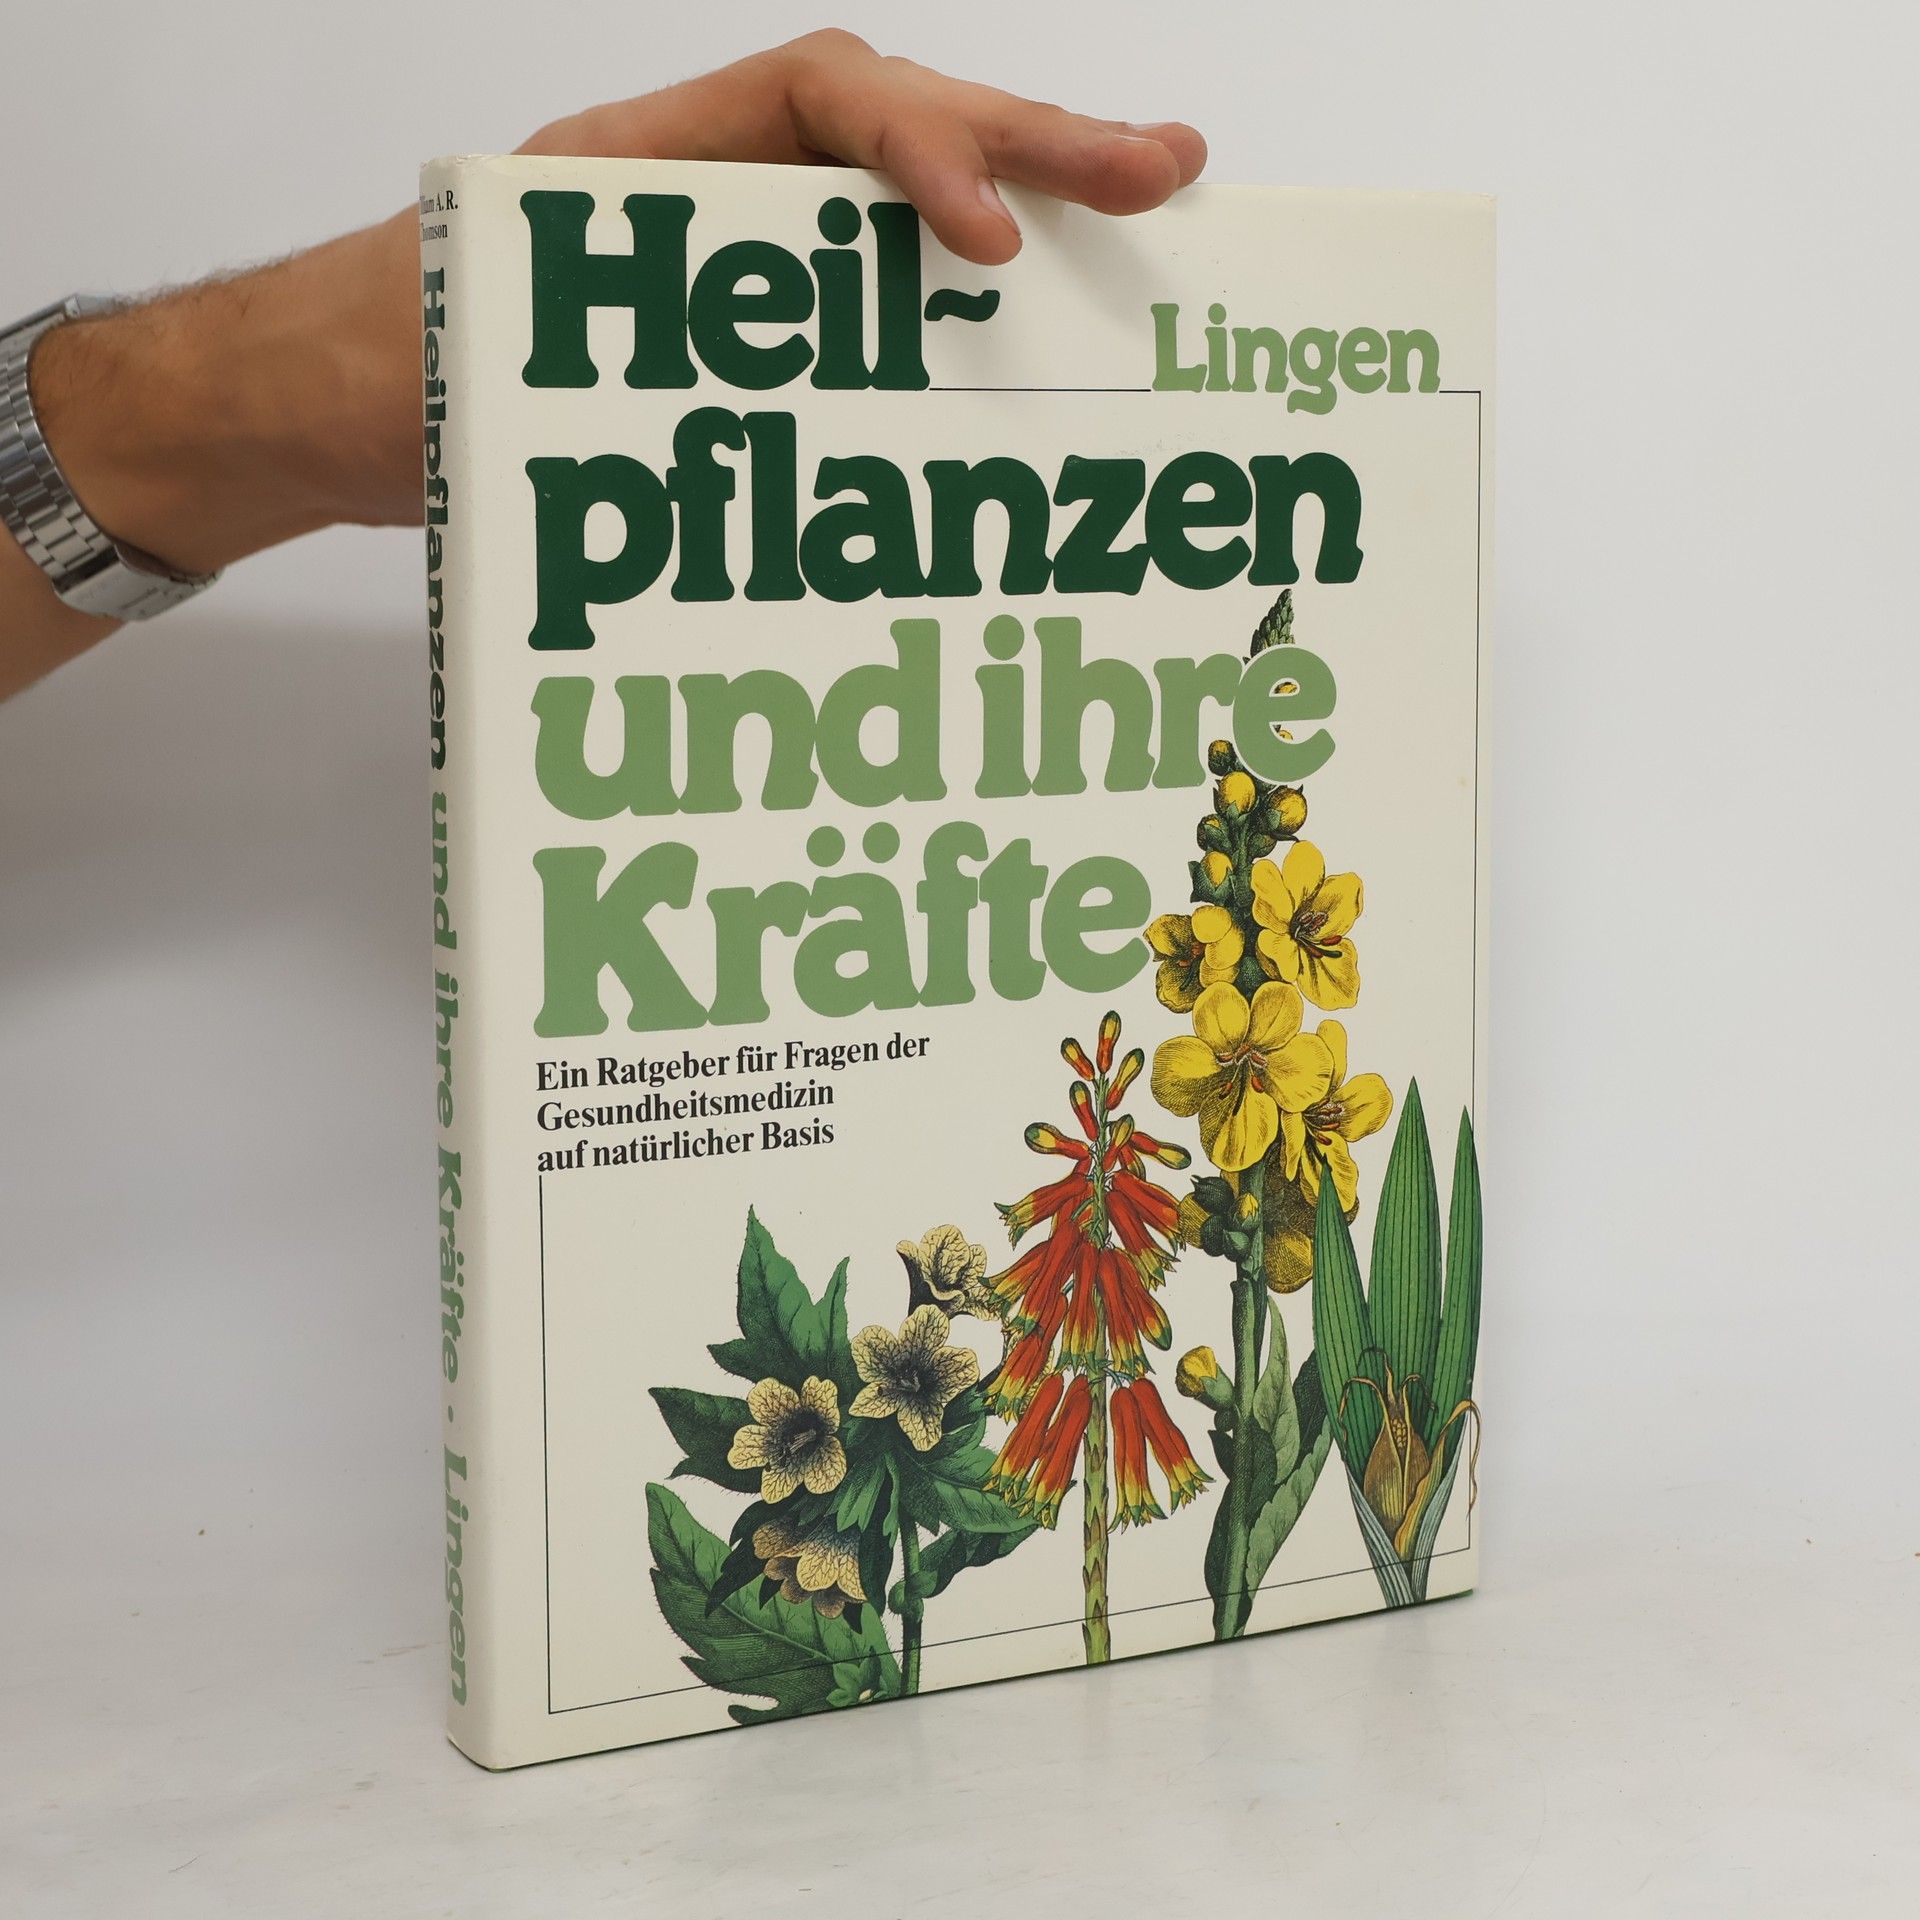 Heil~
Lingen
pflanzen
und ihre
Kräfte
Ein Ratgeber für Fragen der
Gesundheitsmedizin
auf natürlicher Basis
A. R.
Heilpflanzen und ihre Kräfte · Lingen